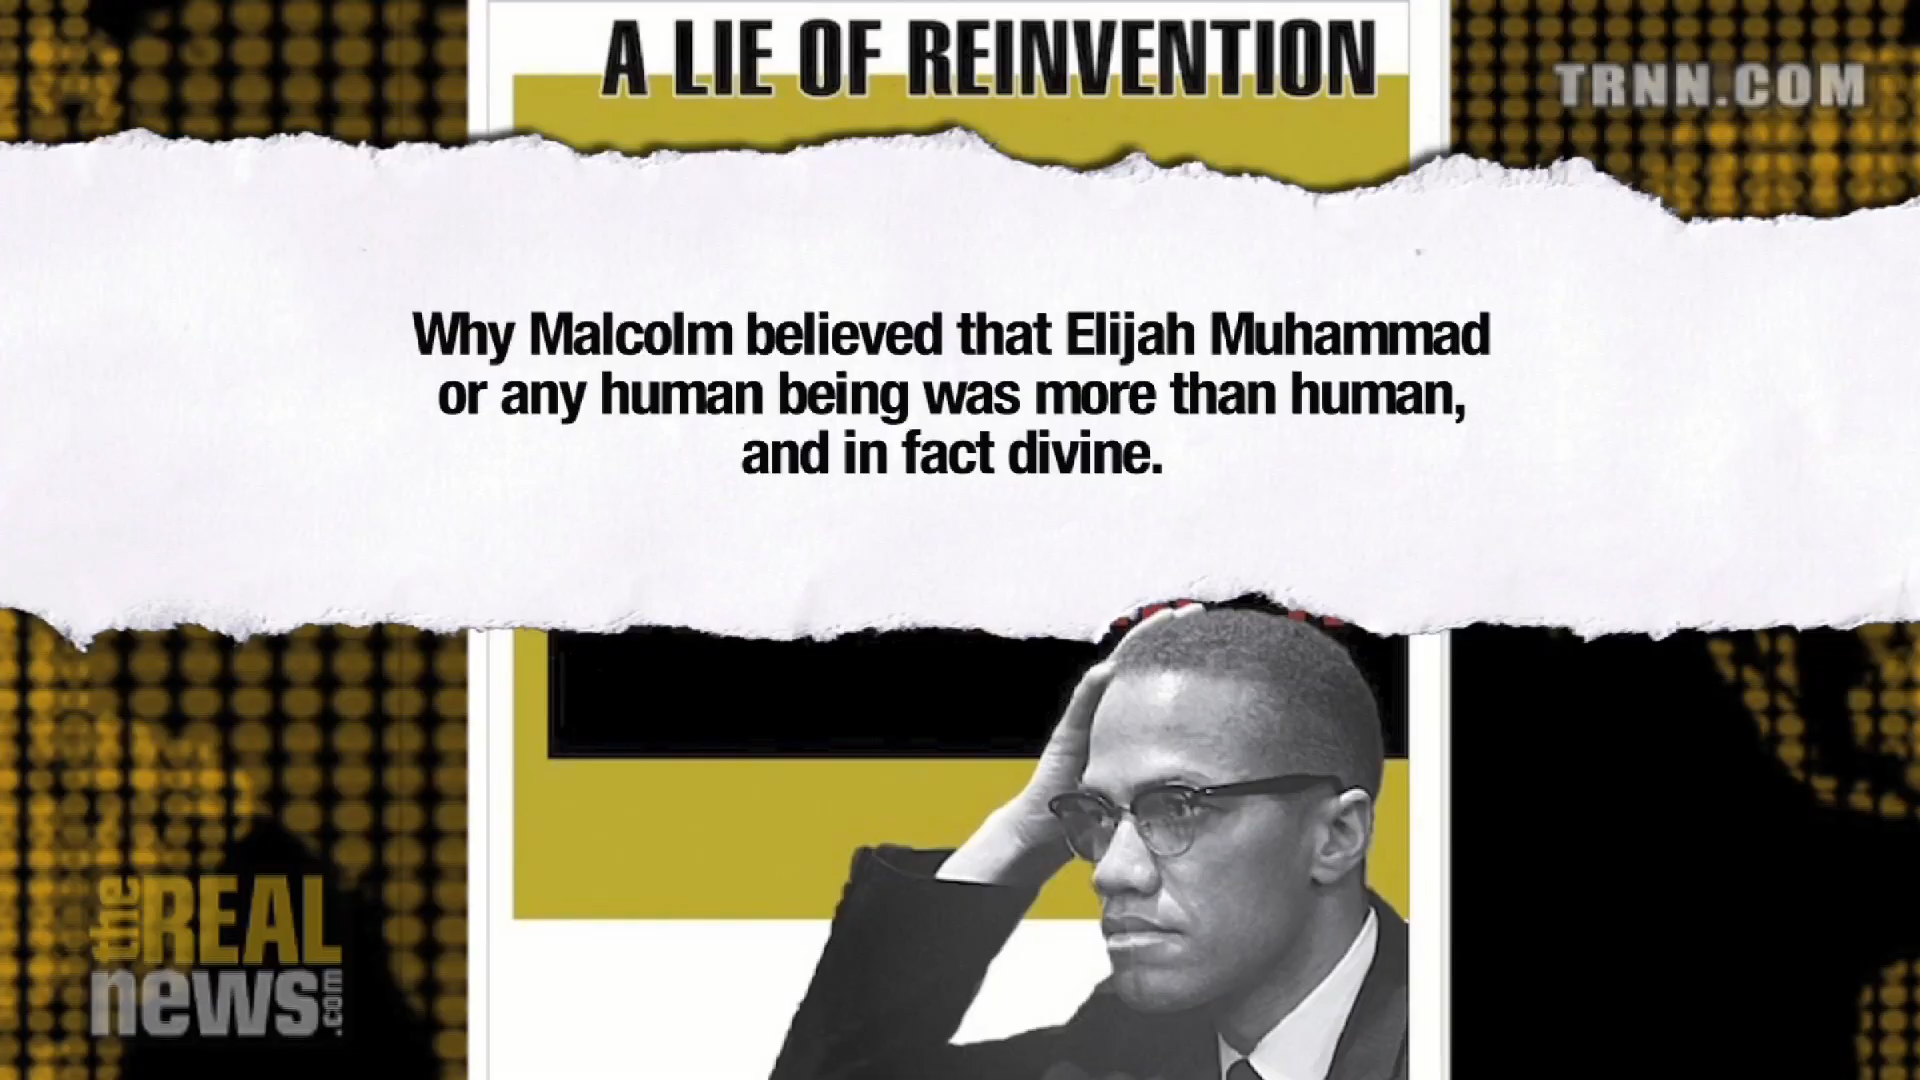 A LIE OF REINVENTION
TRNN.COM
Why Malcolm believed that Elijah Muhammad
or any human being was more than human,
and in fact divine.
the REAL
news.com